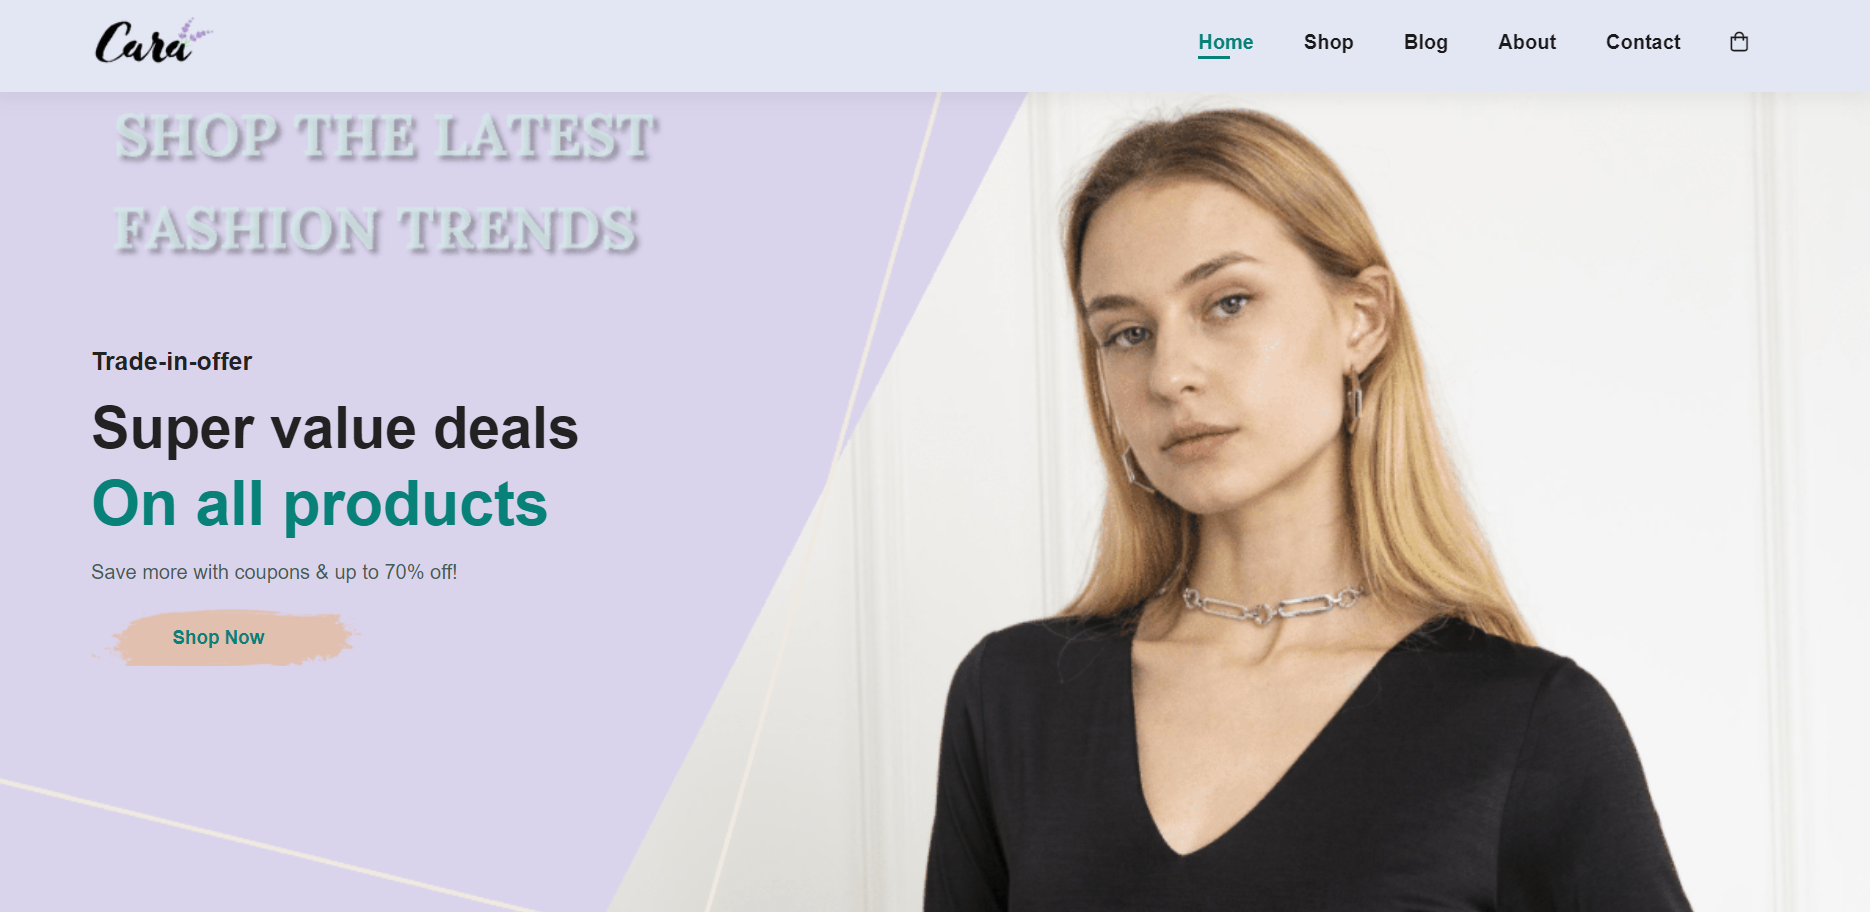 Cara
Home Shop Blog About Contact
SHOP THE LATEST
FASHION TRENDS
Trade-in-offer
Super value deals
On all products
Save more with coupons & up to 70% off!
Shop Now